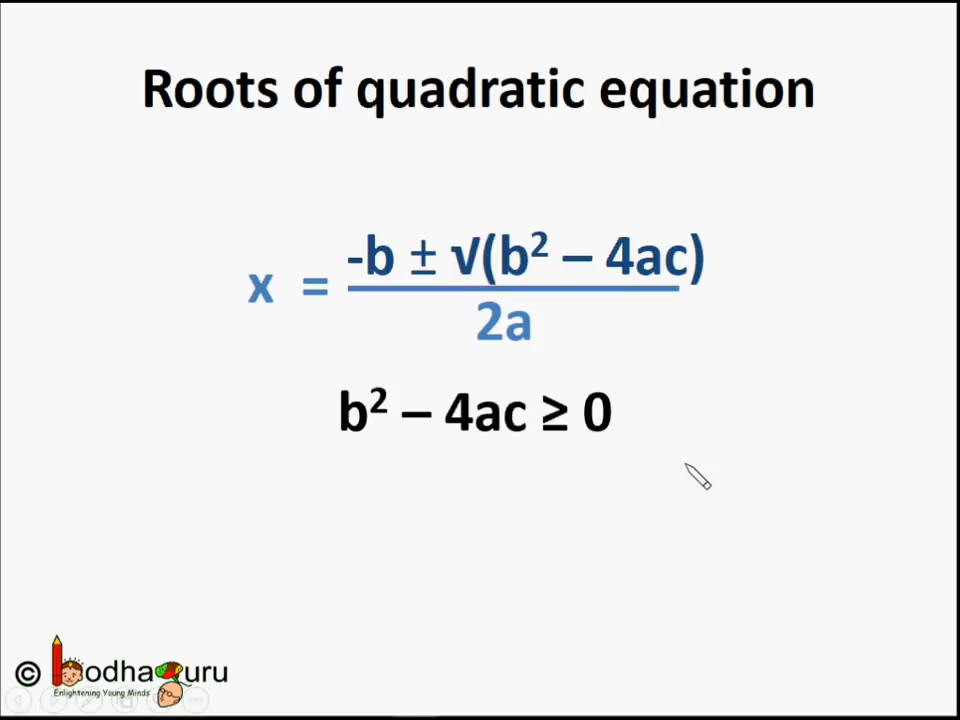 Roots of quadratic equation
x = -b ± √(b² – 4ac)
2a
b² – 4ac ≥ 0
© bodhaguru
Enlightening Young Minds